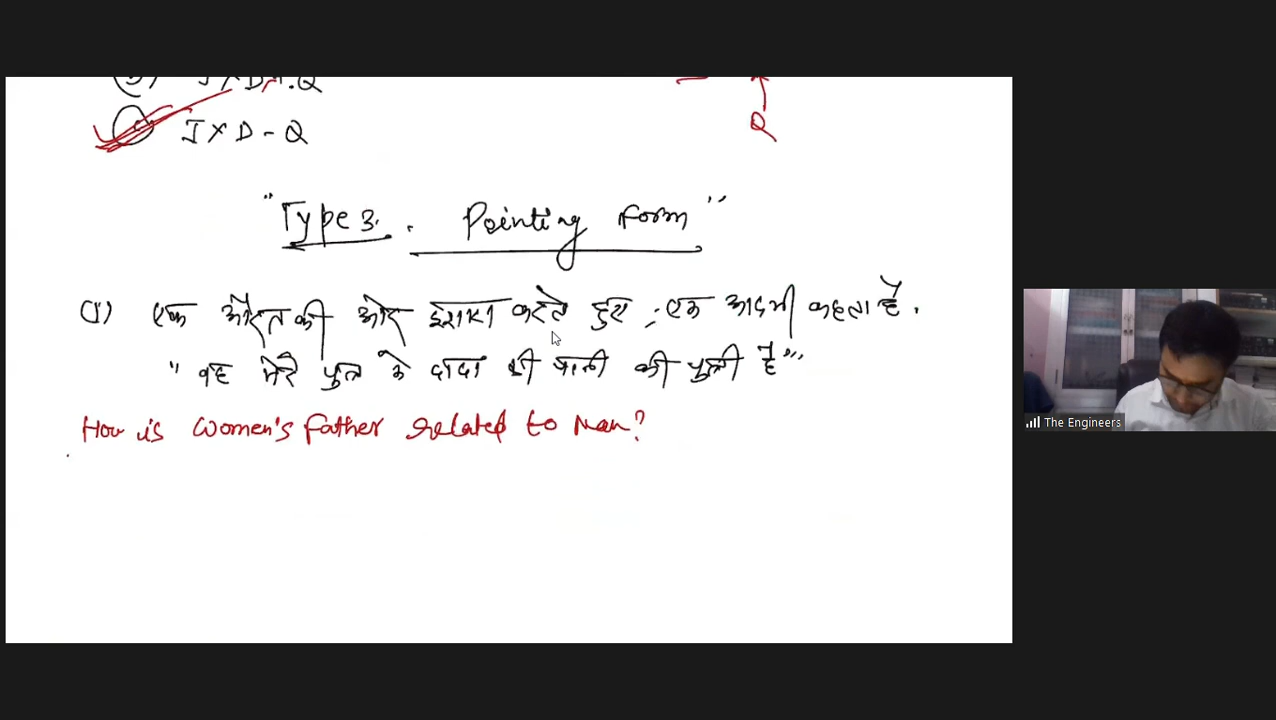 J X D - Q
Q
"Type 3. Pointing form"
Q1) एक औरत की ओर इशारा करते हुए ; एक आदमी कहता है .
" वह मेरे पुत्र के दादा की पत्नी की पुत्री है"
How is women's father related to Man?
The Engineers